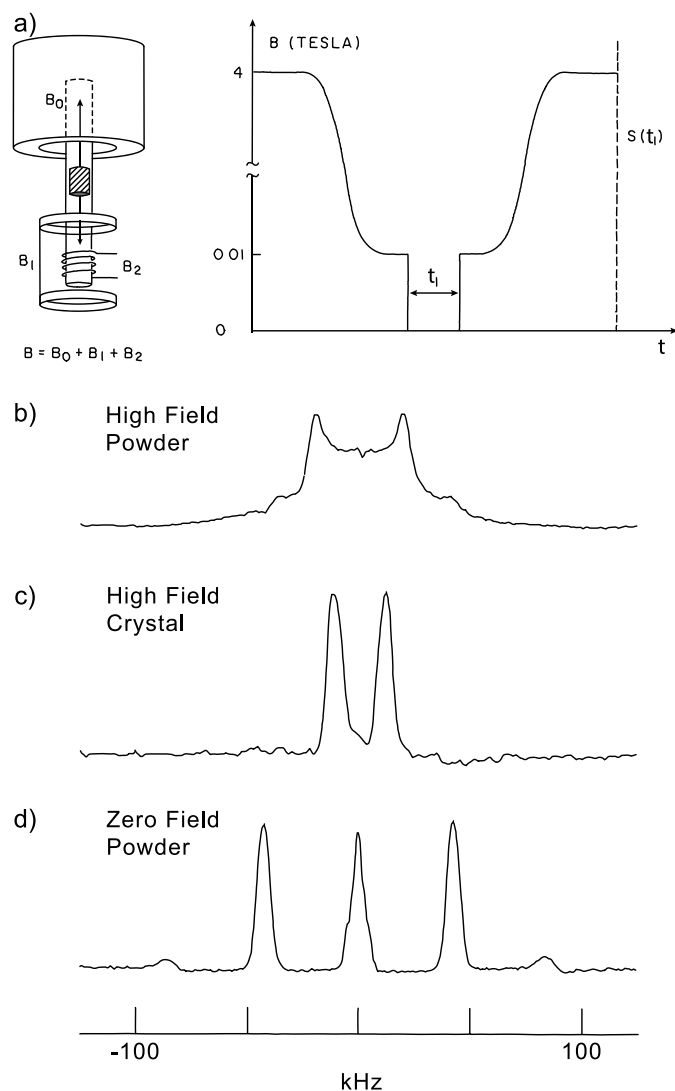 a)
B0
B1
B2
B = B0 + B1 + B2
B (TESLA)
4
0 01
0
t1
S(t1)
t
b) High Field
Powder
c) High Field
Crystal
d) Zero Field
Powder
-100
100
kHz